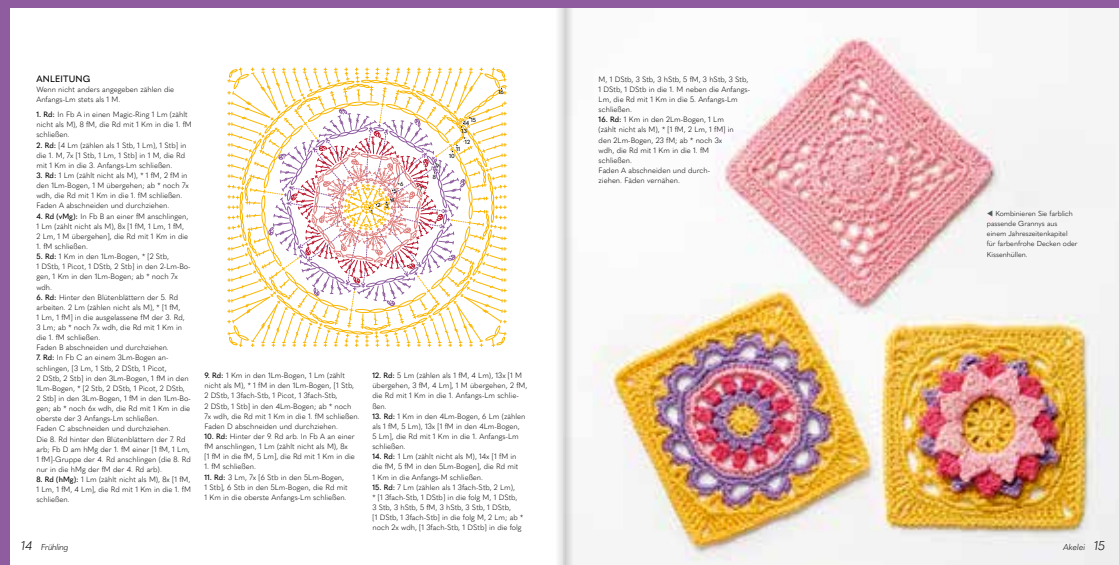 ANLEITUNG
Wenn nicht anders angegeben zählen die
Anfangs-Lm stets als 1 M.
1. Rd: In Fb A in einen Magic-Ring 1 Lm (zählt
nicht als M), 8 fM, die Rd mit 1 Km in die 1. fM
schließen.
2. Rd: [4 Lm (zählen als 1 Stb, 1 Lm), 1 Stb] in
die 1. M, 7x [1 Stb, 1 Lm, 1 Stb] in 1 M, die Rd
mit 1 Km in die 3. Anfangs-Lm schließen.
3. Rd: 1 Lm (zählt nicht als M), * 1 fM, 2 fM in
den 1Lm-Bogen, 1 M übergehen; ab * noch 7x
wdh, die Rd mit 1 Km in die 1. fM schließen.
Faden A abschneiden und durchziehen.
4. Rd (vMg): In Fb B an einer fM anschlingen,
1 Lm (zählt nicht als M), 8x [1 fM, 1 Lm, 1 fM,
2 Lm, 1 M übergehen], die Rd mit 1 Km in die
1. fM schließen.
5. Rd: 1 Km in den 1Lm-Bogen, * [2 Stb,
1 DStb, 1 Picot, 1 DStb, 2 Stb] in den 2-Lm-Bo-
gen, 1 Km in den 1Lm-Bogen; ab * noch 7x
wdh.
6. Rd: Hinter den Blütenblättern der 5. Rd
arbeiten. 2 Lm (zählen nicht als M), * [1 fM,
1 Lm, 1 fM] in die ausgelassene fM der 3. Rd,
3 Lm; ab * noch 7x wdh, die Rd mit 1 Km in
die 1. fM schließen.
Faden B abschneiden und durchziehen.
7. Rd: In Fb C an einem 3Lm-Bogen an-
schlingen, [3 Lm, 1 Stb, 2 DStb, 1 Picot,
2 DStb, 2 Stb] in den 3Lm-Bogen, 1 fM in den
1Lm-Bogen, * [2 Stb, 2 DStb, 1 Picot, 2 DStb,
2 Stb] in den 3Lm-Bogen, 1 fM in den 1Lm-Bo-
gen; ab * noch 6x wdh, die Rd mit 1 Km in die
oberste der 3 Anfangs-Lm schließen.
Faden C abschneiden und durchziehen.
Die 8. Rd hinter den Blütenblättern der 7. Rd
arb; Fb D am hMg der 1. fM einer [1 fM, 1 Lm,
1 fM]-Gruppe der 4. Rd anschlingen (die 8. Rd
nur in die hMg der fM der 4. Rd arb).
8. Rd (hMg): 1 Lm (zählt nicht als M), 8x [1 fM,
1 Lm, 1 fM, 4 Lm], die Rd mit 1 Km in die 1. fM
schließen.
9. Rd: 1 Km in den 1Lm-Bogen, 1 Lm (zählt
nicht als M), * 1 fM in den 1Lm-Bogen, [1 Stb,
2 DStb, 1 3fach-Stb, 1 Picot, 1 3fach-Stb,
2 DStb, 1 Stb] in den 4Lm-Bogen; ab * noch
7x wdh, die Rd mit 1 Km in die 1. fM schließen.
Faden D abschneiden und durchziehen.
10. Rd: Hinter der 9. Rd arb. In Fb A an einer
fM anschlingen, 1 Lm (zählt nicht als M), 8x
[1 fM in die fM, 5 Lm], die Rd mit 1 Km in die
1. fM schließen.
11. Rd: 3 Lm, 7x [6 Stb in den 5Lm-Bogen,
1 Stb], 6 Stb in den 5Lm-Bogen, die Rd mit
1 Km in die oberste Anfangs-Lm schließen.
12. Rd: 5 Lm (zählen als 1 fM, 4 Lm), 13x [1 M
übergehen, 3 fM, 4 Lm], 1 M übergehen, 2 fM,
die Rd mit 1 Km in die 1. Anfangs-Lm schlie-
ßen.
13. Rd: 1 Km in den 4Lm-Bogen, 6 Lm (zählen
als 1 fM, 5 Lm), 13x [1 fM in den 4Lm-Bogen,
5 Lm], die Rd mit 1 Km in die 1. Anfangs-Lm
schließen.
14. Rd: 1 Lm (zählt nicht als M), 14x [1 fM in
die fM, 5 fM in den 5Lm-Bogen], die Rd mit
1 Km in die Anfangs-M schließen.
15. Rd: 7 Lm (zählen als 1 3fach-Stb, 2 Lm),
* [1 3fach-Stb, 1 DStb] in die folg M, 1 DStb,
3 Stb, 3 hStb, 5 fM, 3 hStb, 3 Stb, 1 DStb,
[1 DStb, 1 3fach-Stb] in die folg M, 2 Lm; ab *
noch 2x wdh, [1 3fach-Stb, 1 DStb] in die folg
14 Frühling
M, 1 DStb, 3 Stb, 3 hStb, 5 fM, 3 hStb, 3 Stb,
1 DStb, 1 DStb in die 1. M neben die Anfangs-
Lm, die Rd mit 1 Km in die 5. Anfangs-Lm
schließen.
16. Rd: 1 Km in den 2Lm-Bogen, 1 Lm
(zählt nicht als M), * [1 fM, 2 Lm, 1 fM] in
den 2Lm-Bogen, 23 fM; ab * noch 3x
wdh, die Rd mit 1 Km in die 1. fM
schließen.
Faden A abschneiden und durch-
ziehen. Fäden vernähen.
◀ Kombinieren Sie farblich
passende Grannys aus
einem Jahreszeitenkapitel
für farbenfrohe Decken oder
Kissenhüllen.
Akelei 15